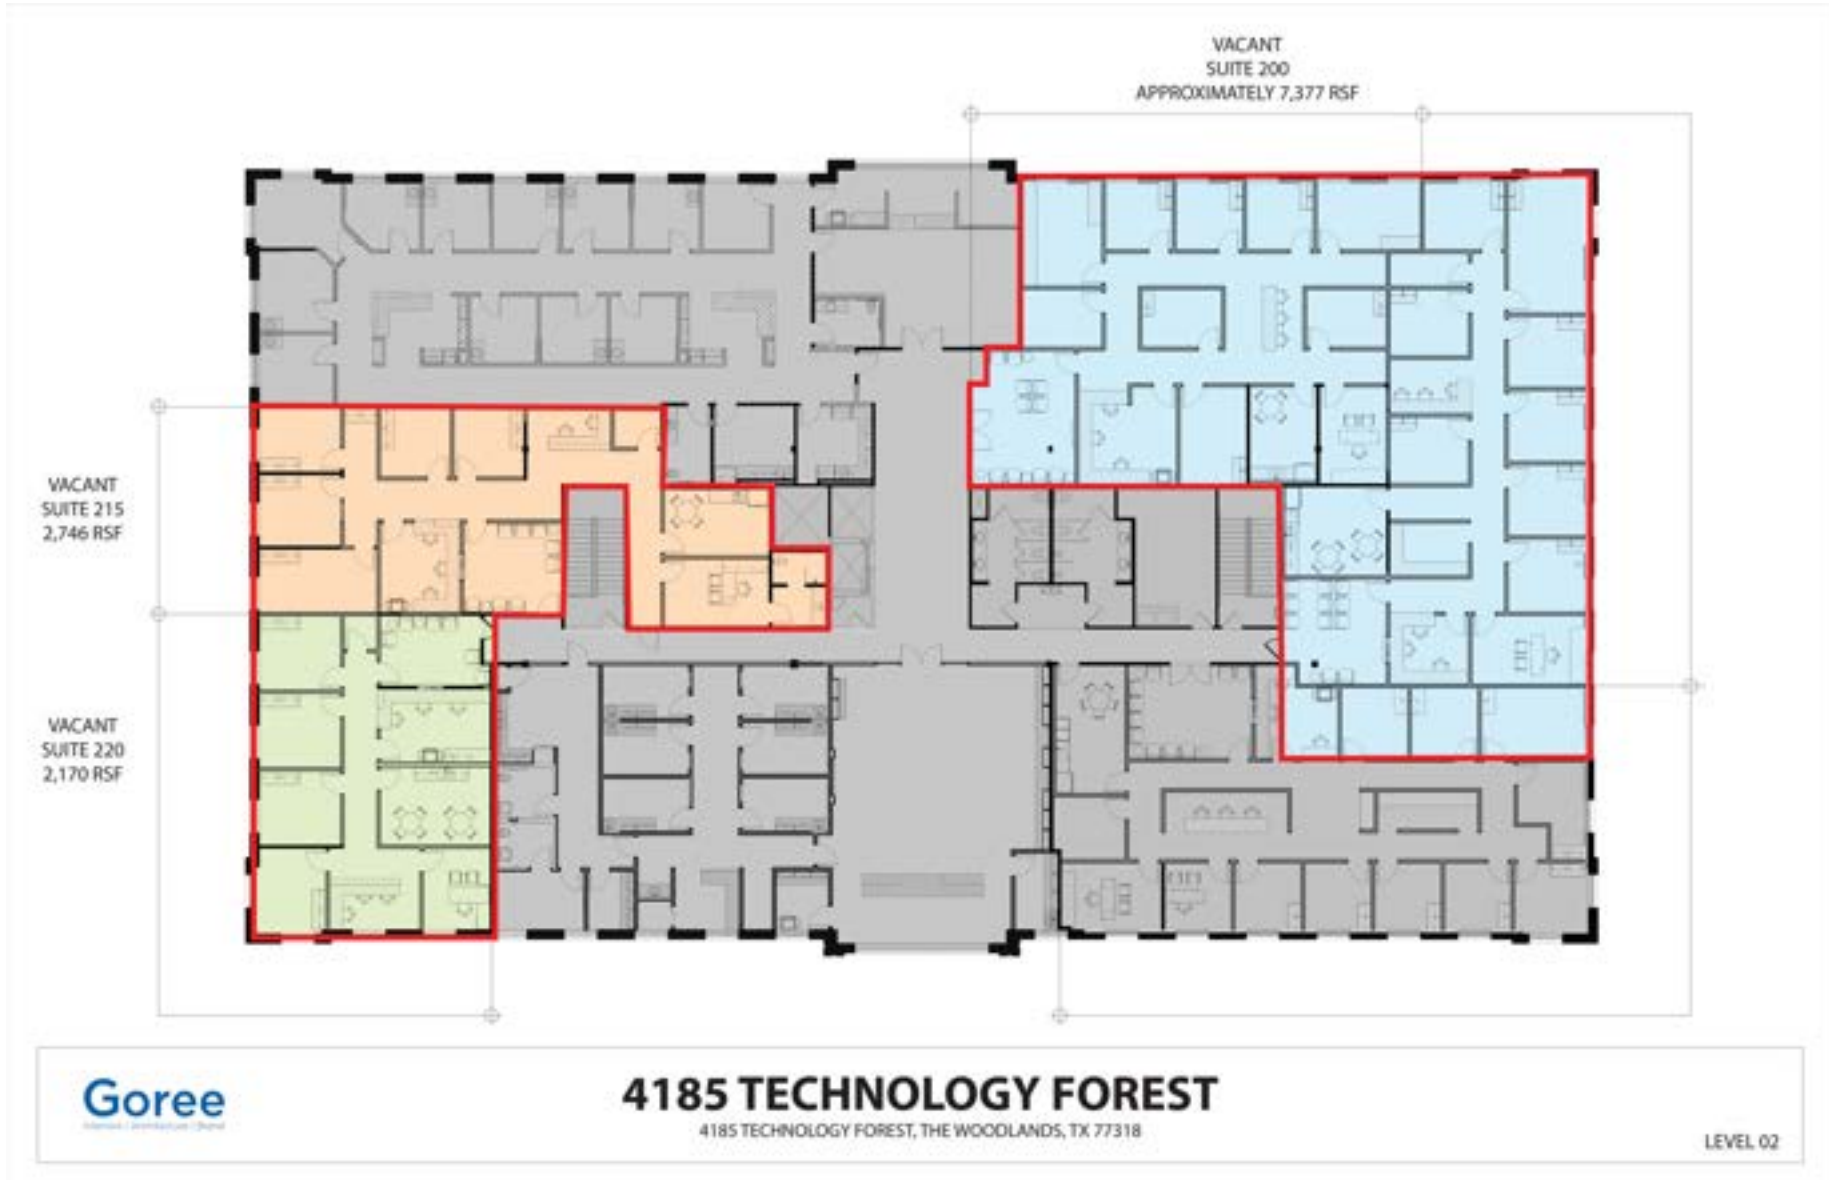 VACANT
SUITE 200
APPROXIMATELY 7,377 RSF
VACANT
SUITE 215
2,746 RSF
VACANT
SUITE 220
2,170 RSF
Goree
4185 TECHNOLOGY FOREST
4185 TECHNOLOGY FOREST, THE WOODLANDS, TX 77318
LEVEL 02